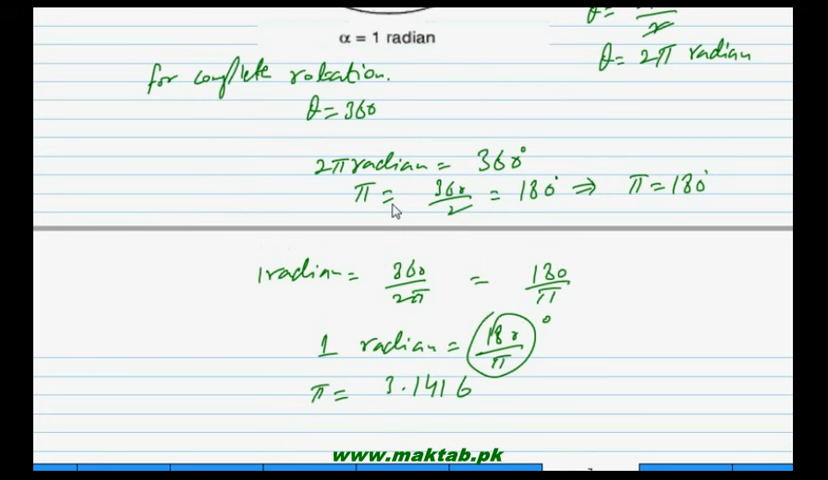 θ =
α = 1 radian
θ = 2π radian
for complete rotation.
θ = 360
2π radian = 360°
π = 360/2 = 180° ⇒ π = 180°
1 radian = 360/2π = 180/π
1 radian = (180/π)°
π = 3.1416
www.maktab.pk